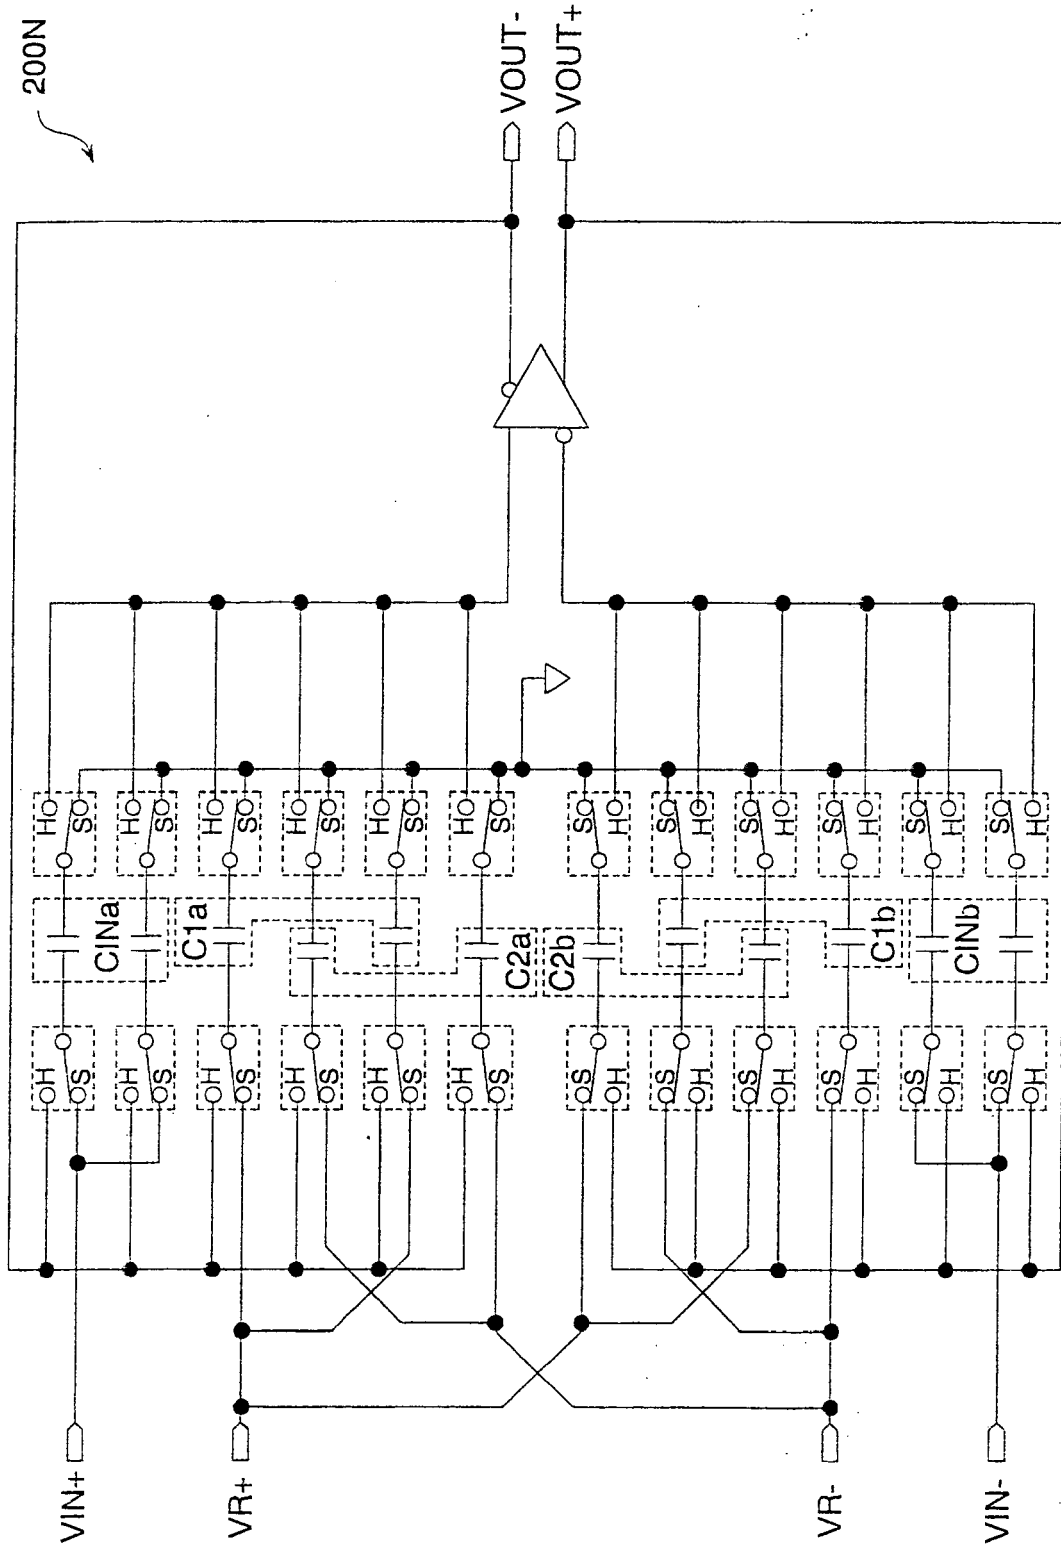 200N
VOUT-
VOUT+
H S H S H S H S H S H S S H S H S H S H S H S H
CINa C1a C2a C2b C1b CINb
H S H S H S H S H S H S S H S H S H S H S H S H
VIN+ VR+ VR- VIN-